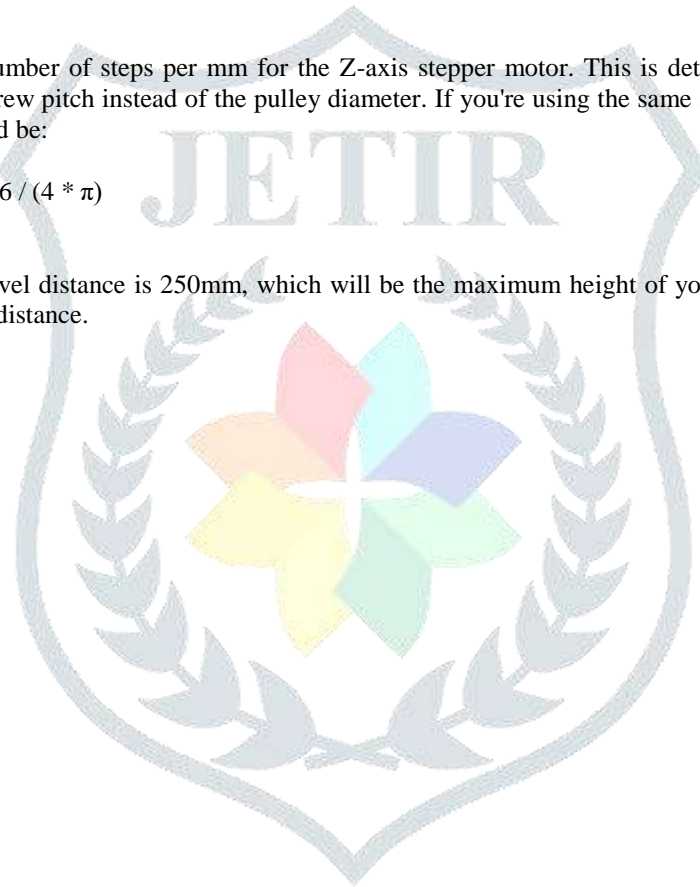 umber of steps per mm for the Z-axis stepper motor. This is det
rew pitch instead of the pulley diameter. If you're using the same
d be:
6 / (4 * π)
JETIR
vel distance is 250mm, which will be the maximum height of yo
distance.